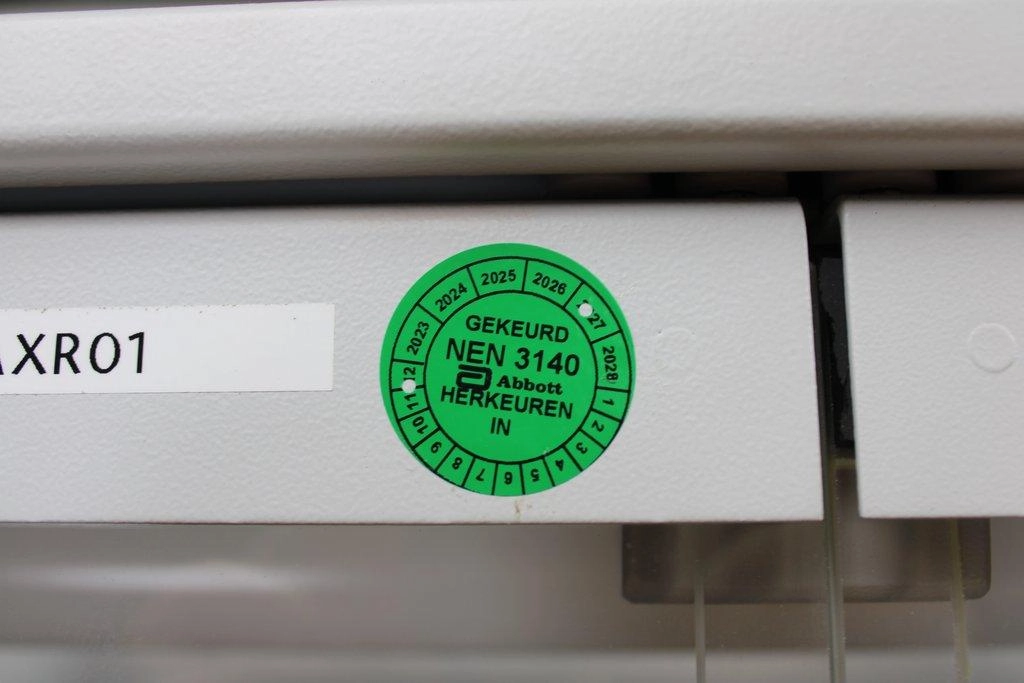 XR01
2023 2024 2025 2026 27 2028
1 2 3 4 5 6 7 8 9 10 11 12
GEKEURD
NEN 3140
Abbott
HERKEUREN
IN